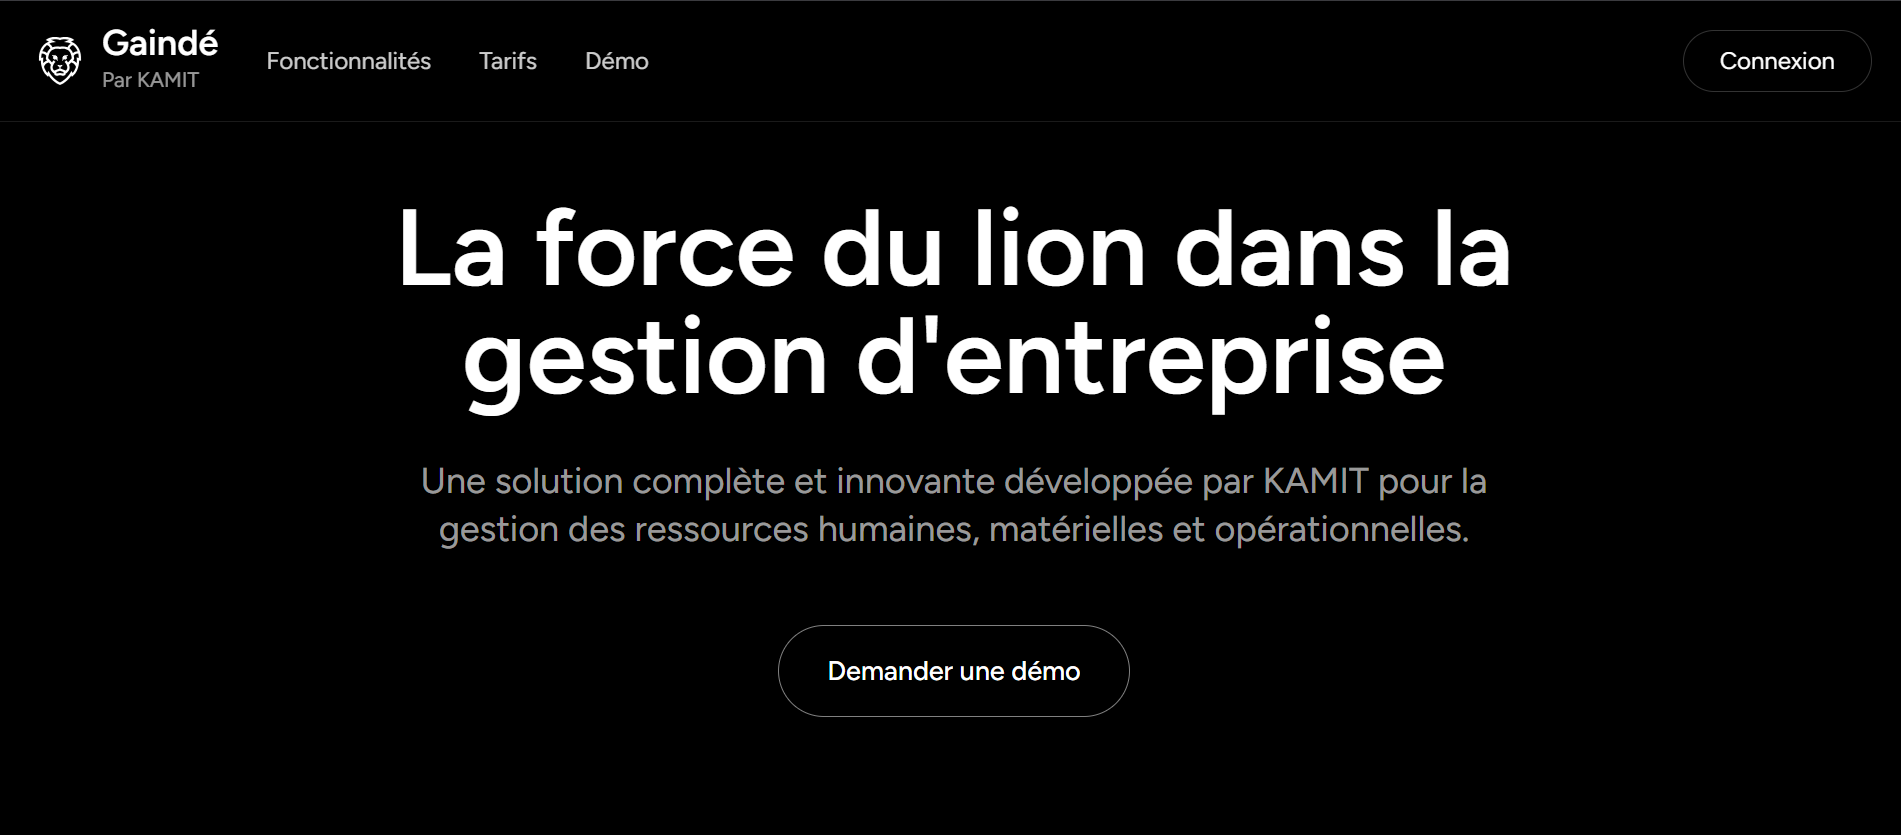 Gaindé
Par KAMIT
Fonctionnalités
Tarifs
Démo
Connexion
La force du lion dans la
gestion d'entreprise
Une solution complète et innovante développée par KAMIT pour la
gestion des ressources humaines, matérielles et opérationnelles.
Demander une démo